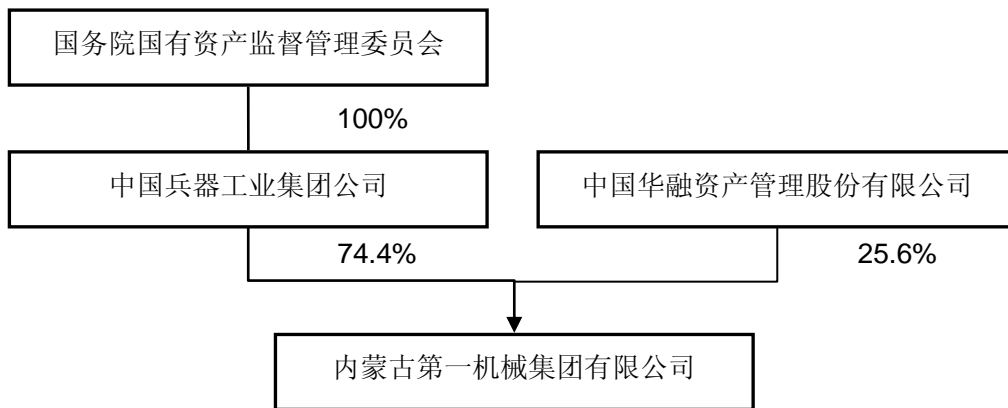 国务院国有资产监督管理委员会
100%
中国兵器工业集团公司
中国华融资产管理股份有限公司
74.4%
25.6%
内蒙古第一机械集团有限公司